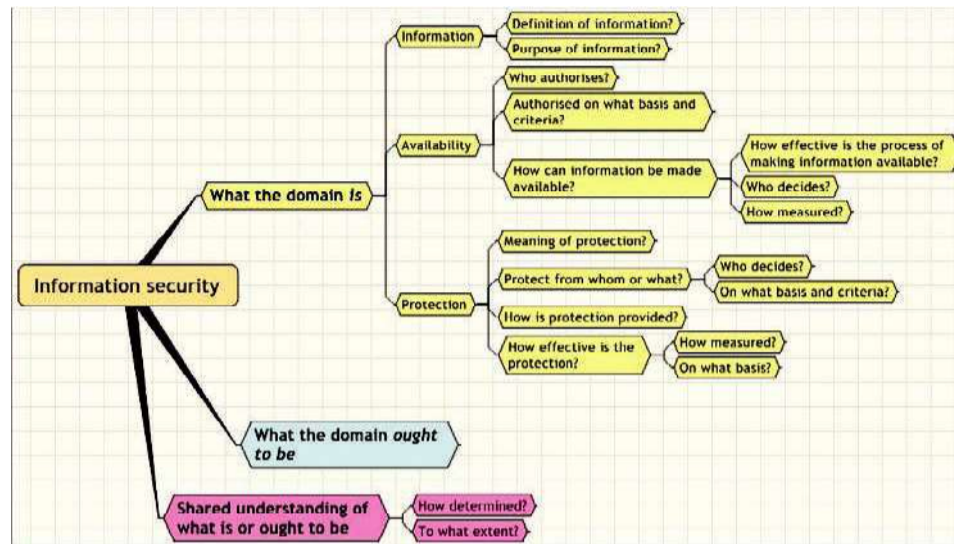 Information security
What the domain is
Information
Definition of information?
Purpose of information?
Availability
Who authorises?
Authorised on what basis and
criteria?
How can information be made
available?
How effective is the process of
making information available?
Who decides?
How measured?
Protection
Meaning of protection?
Protect from whom or what?
Who decides?
On what basis and criteria?
How is protection provided?
How effective is the
protection?
How measured?
On what basis?
What the domain ought
to be
Shared understanding of
what is or ought to be
How determined?
To what extent?